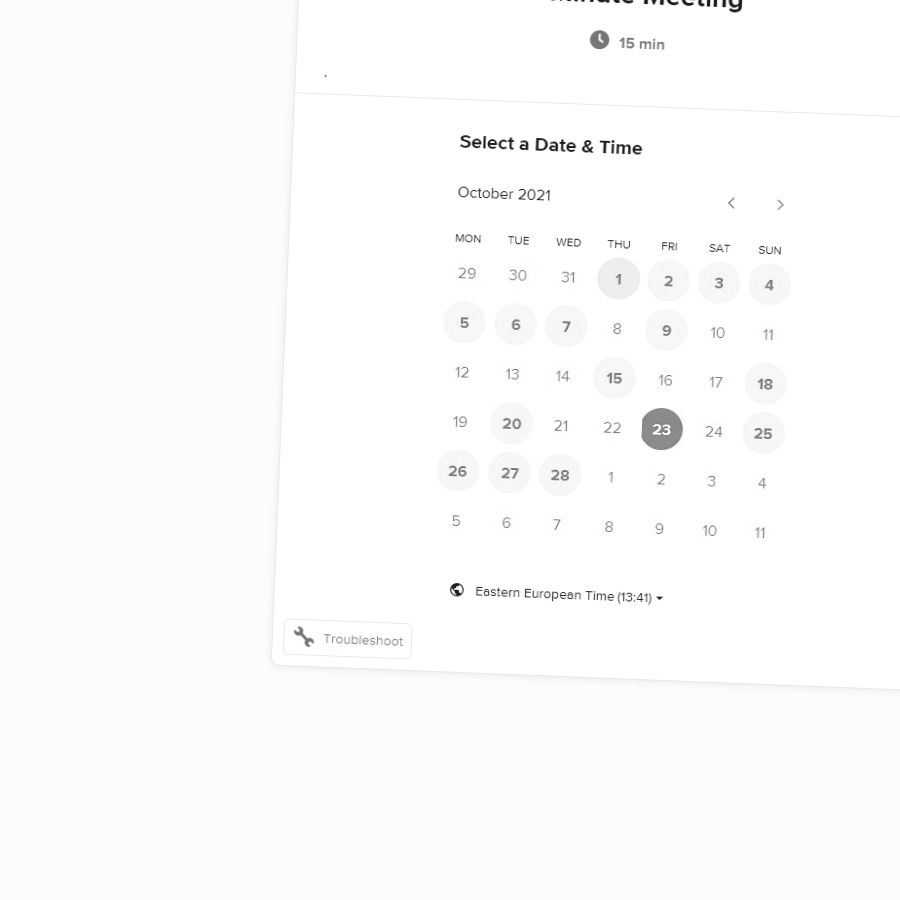 Meeting
15 min
.
Select a Date & Time
October 2021
MON TUE WED THU FRI SAT SUN
29 30 31 1 2 3 4
5 6 7 8 9 10 11
12 13 14 15 16 17 18
19 20 21 22 23 24 25
26 27 28 1 2 3 4
5 6 7 8 9 10 11
Eastern European Time (13:41)
Troubleshoot